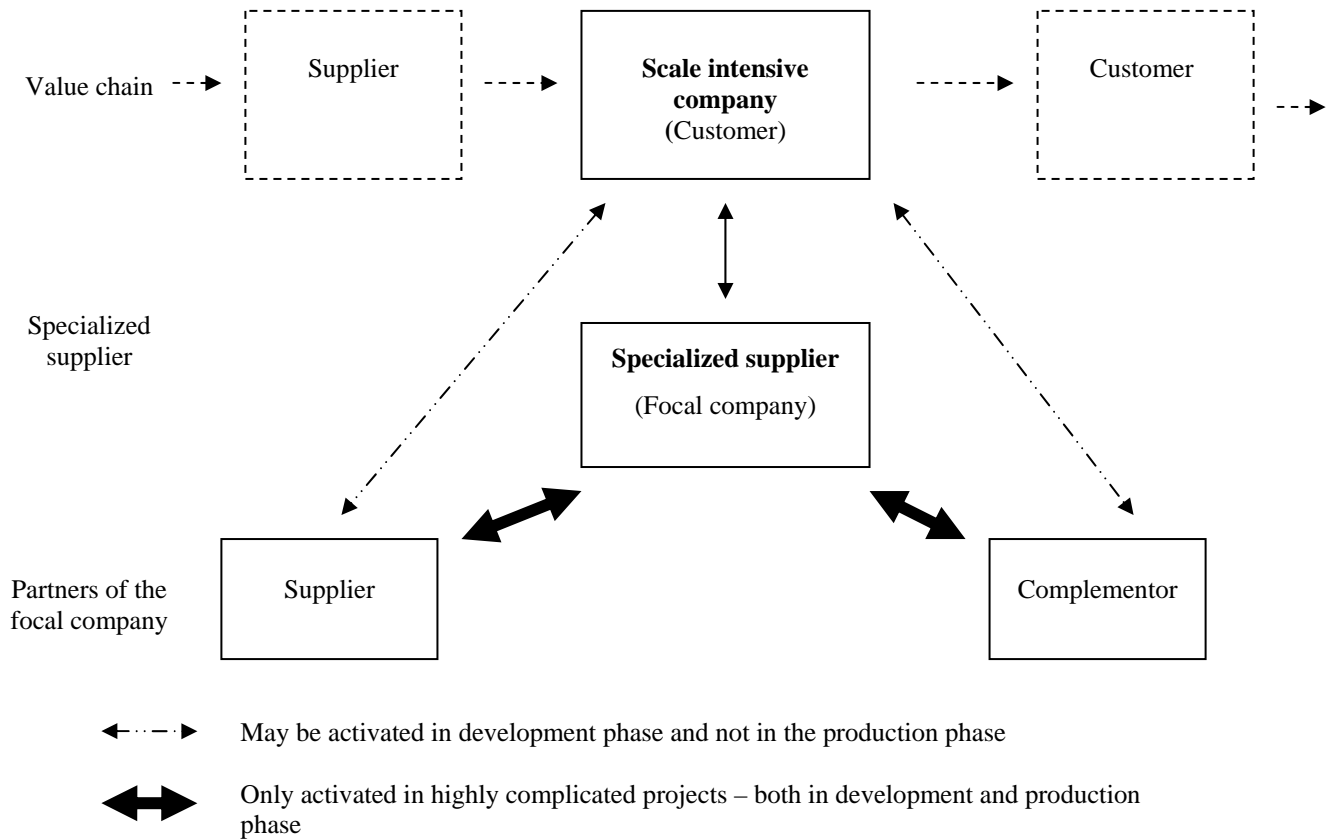 Value chain
Supplier
Scale intensive
company
(Customer)
Customer
Specialized
supplier
Specialized supplier
(Focal company)
Partners of the
focal company
Supplier
Complementor
May be activated in development phase and not in the production phase
Only activated in highly complicated projects – both in development and production
phase